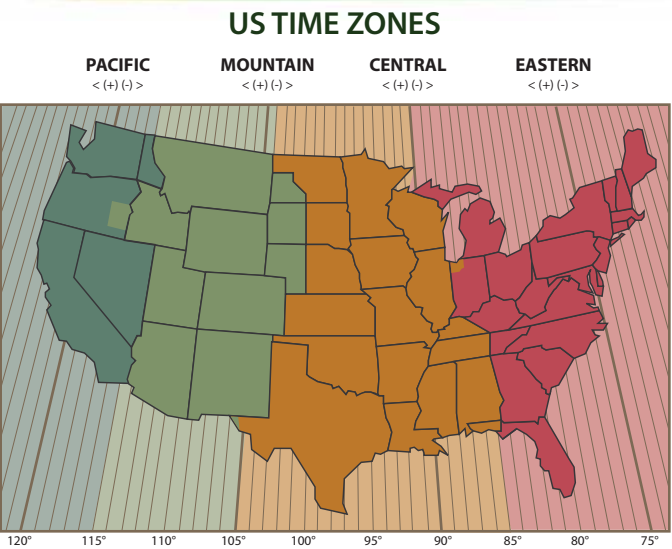 US TIME ZONES
PACIFIC MOUNTAIN CENTRAL EASTERN
< (+) (-) > < (+) (-) > < (+) (-) > < (+) (-) >
120° 115° 110° 105° 100° 95° 90° 85° 80° 75°